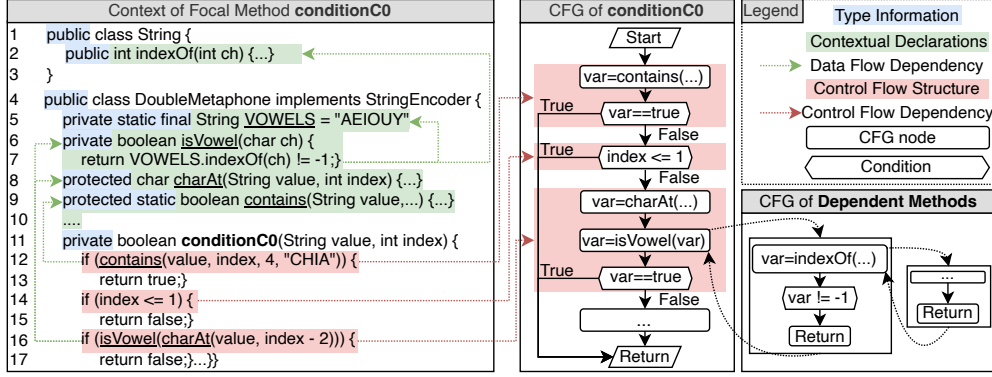 Context of Focal Method conditionC0
1 public class String {
2 public int indexOf(int ch) {...}
3 }
4 public class DoubleMetaphone implements StringEncoder {
5 private static final String VOWELS = "AEIOUY"
6 private boolean isVowel(char ch) {
7 return VOWELS.indexOf(ch) != -1;}
8 protected char charAt(String value, int index) {...}
9 protected static boolean contains(String value,...) {...}
10 ....
11 private boolean conditionC0(String value, int index) {
12 if (contains(value, index, 4, "CHIA")) {
13 return true;}
14 if (index <= 1) {
15 return false;}
16 if (isVowel(charAt(value, index - 2))) {
17 return false;}...}}
CFG of conditionC0
Start
var=contains(...)
True
var==true
False
True
index <= 1
False
var=charAt(...)
var=isVowel(var)
True
var==true
False
...
Return
Legend
Type Information
Contextual Declarations
Data Flow Dependency
Control Flow Structure
Control Flow Dependency
CFG node
Condition
CFG of Dependent Methods
var=indexOf(...)
var != -1
Return
...
Return